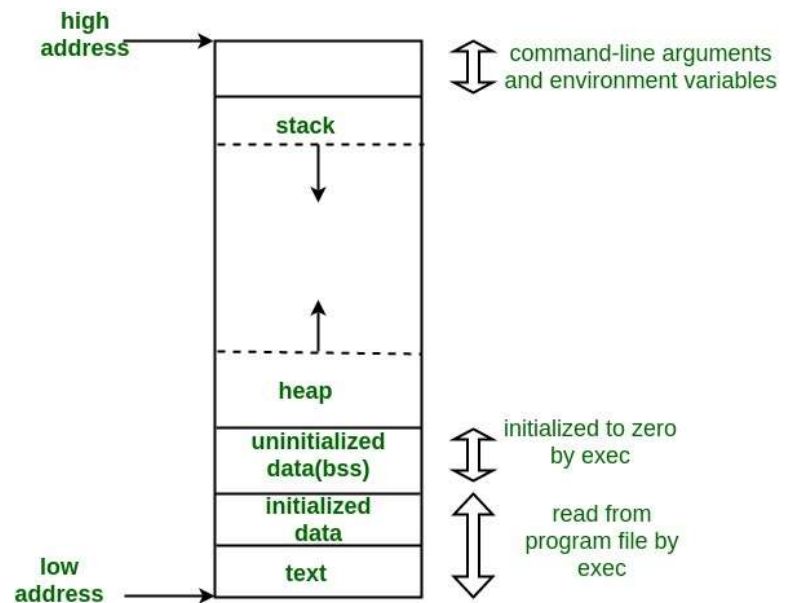 high
address
command-line arguments
and environment variables
stack
heap
uninitialized
data(bss)
initialized to zero
by exec
initialized
data
read from
program file by
exec
text
low
address